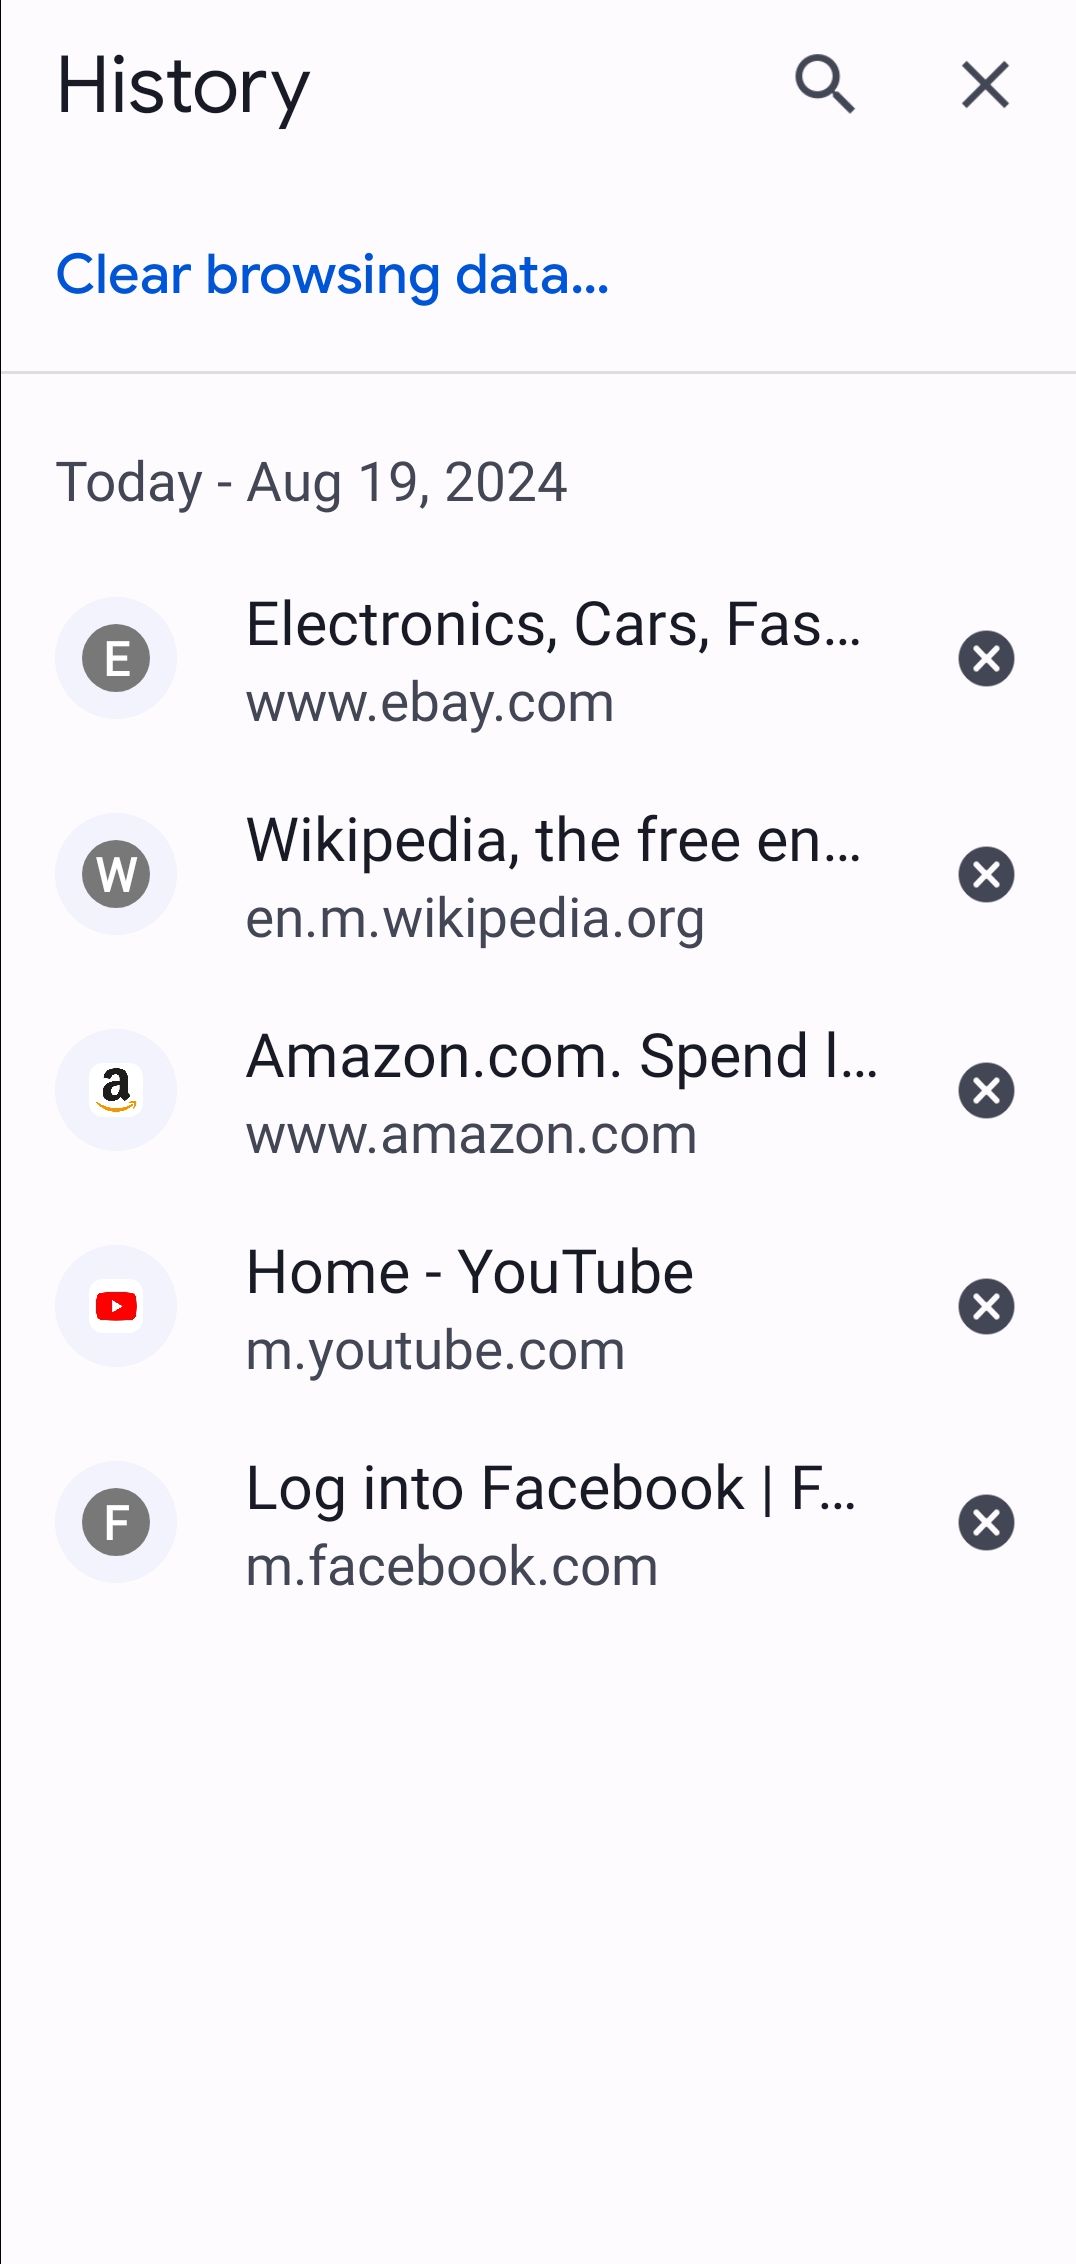 History
Clear browsing data...
Today - Aug 19, 2024
E
Electronics, Cars, Fas...
www.ebay.com
W
Wikipedia, the free en...
en.m.wikipedia.org
a
Amazon.com. Spend l...
www.amazon.com
Home - YouTube
m.youtube.com
F
Log into Facebook | F...
m.facebook.com